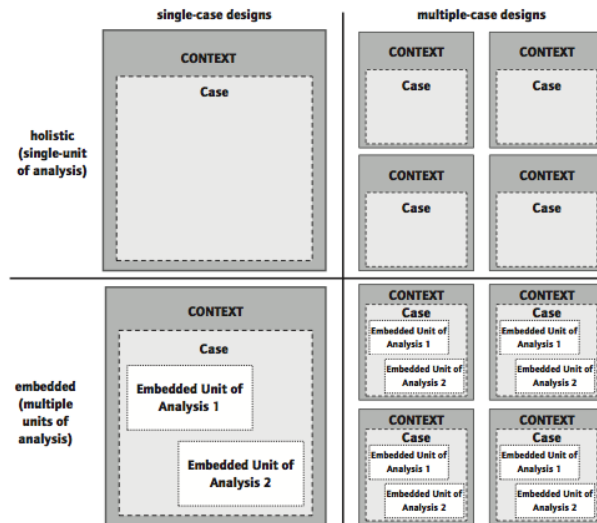 single-case designs
multiple-case designs
holistic
(single-unit
of analysis)
CONTEXT
Case
CONTEXT
Case
CONTEXT
Case
CONTEXT
Case
CONTEXT
Case
embedded
(multiple
units of
analysis)
CONTEXT
Case
Embedded Unit of
Analysis 1
Embedded Unit of
Analysis 2
CONTEXT
Case
Embedded Unit of
Analysis 1
Embedded Unit of
Analysis 2
CONTEXT
Case
Embedded Unit of
Analysis 1
Embedded Unit of
Analysis 2
CONTEXT
Case
Embedded Unit of
Analysis 1
Embedded Unit of
Analysis 2
CONTEXT
Case
Embedded Unit of
Analysis 1
Embedded Unit of
Analysis 2